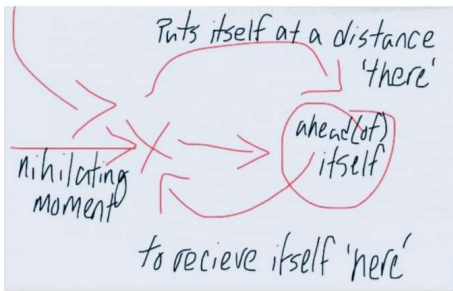 Puts itself at a distance
'there'
ahead(of)
itself
nihilating
moment
to recieve itself 'here'